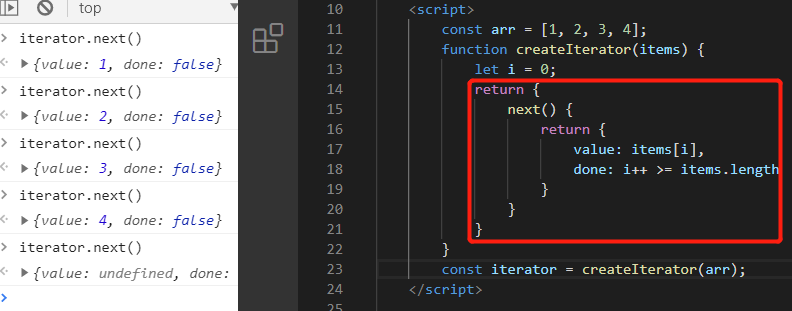 top
iterator.next()
{value: 1, done: false}
iterator.next()
{value: 2, done: false}
iterator.next()
{value: 3, done: false}
iterator.next()
{value: 4, done: false}
iterator.next()
{value: undefined, done:
10 <script>
11 const arr = [1, 2, 3, 4];
12 function createIterator(items) {
13 let i = 0;
14 return {
15 next() {
16 return {
17 value: items[i],
18 done: i++ >= items.length
19 }
20 }
21 }
22 }
23 const iterator = createIterator(arr);
24 </script>
25